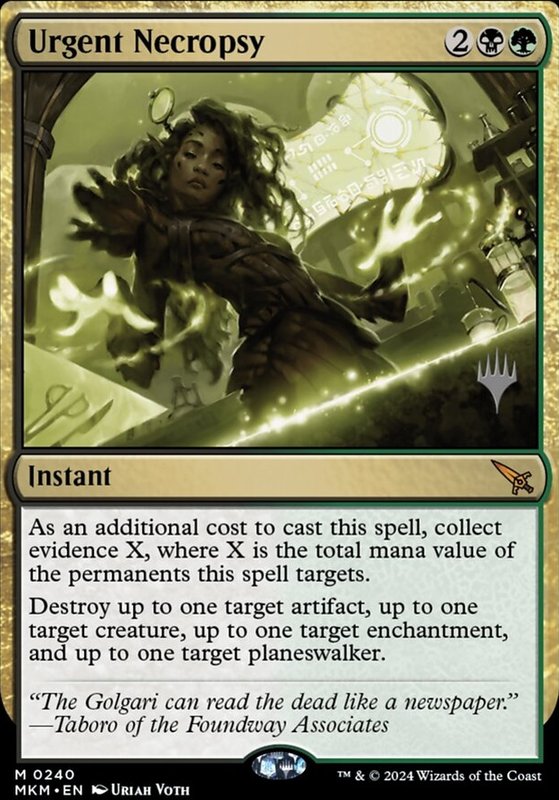 Urgent Necropsy
2
Instant
As an additional cost to cast this spell, collect
evidence X, where X is the total mana value of
the permanents this spell targets.
Destroy up to one target artifact, up to one
target creature, up to one target enchantment,
and up to one target planeswalker.
“The Golgari can read the dead like a newspaper.”
—Taboro of the Foundway Associates
M 0240
MKM • EN Uriah Voth
™ & © 2024 Wizards of the Coast